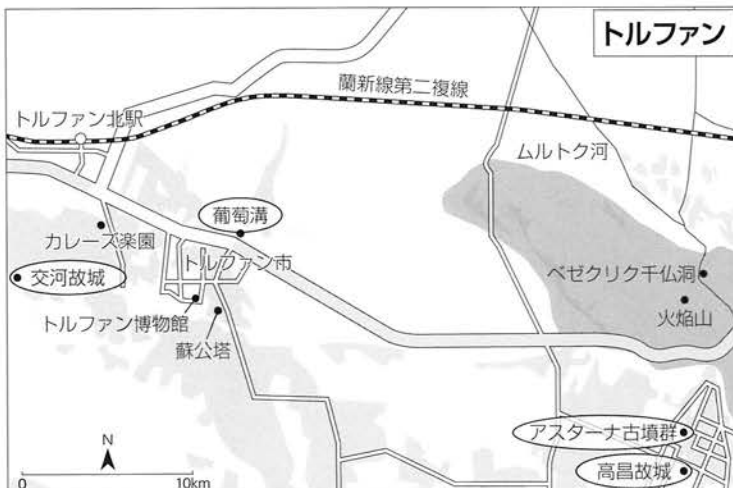 トルファン
蘭新線第二複線
トルファン北駅
ムルトク河
葡萄溝
カレーズ楽園
トルファン市
交河故城
ベゼクリク千仏洞
トルファン博物館
火焔山
蘇公塔
アスターナ古墳群
N
高昌故城
0 10km